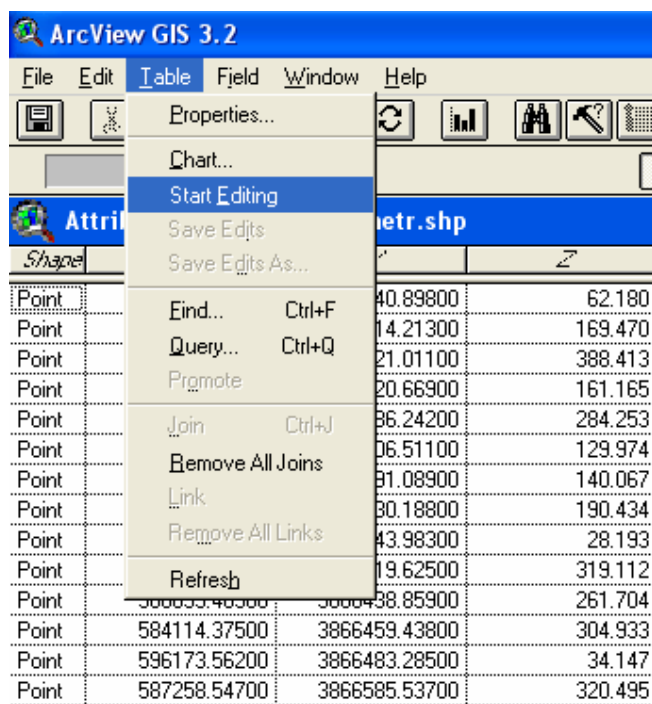 ArcView GIS 3.2
File Edit Table Field Window Help
Properties...
Chart...
Start Editing
Save Edits
Save Edits As...
Find... Ctrl+F
Query... Ctrl+Q
Promote
Join Ctrl+J
Remove All Joins
Link
Remove All Links
Refresh
Attri etr.shp
Shape Z
Point 40.89800 62.180
Point 14.21300 169.470
Point 21.01100 388.413
Point 20.66900 161.165
Point 36.24200 284.253
Point 06.51100 129.974
Point 91.08900 140.067
Point 30.18800 190.434
Point 43.98300 28.193
Point 19.62500 319.112
Point 38.85900 261.704
Point 584114.37500 3866459.43800 304.933
Point 596173.56200 3866483.28500 34.147
Point 587258.54700 3866585.53700 320.495